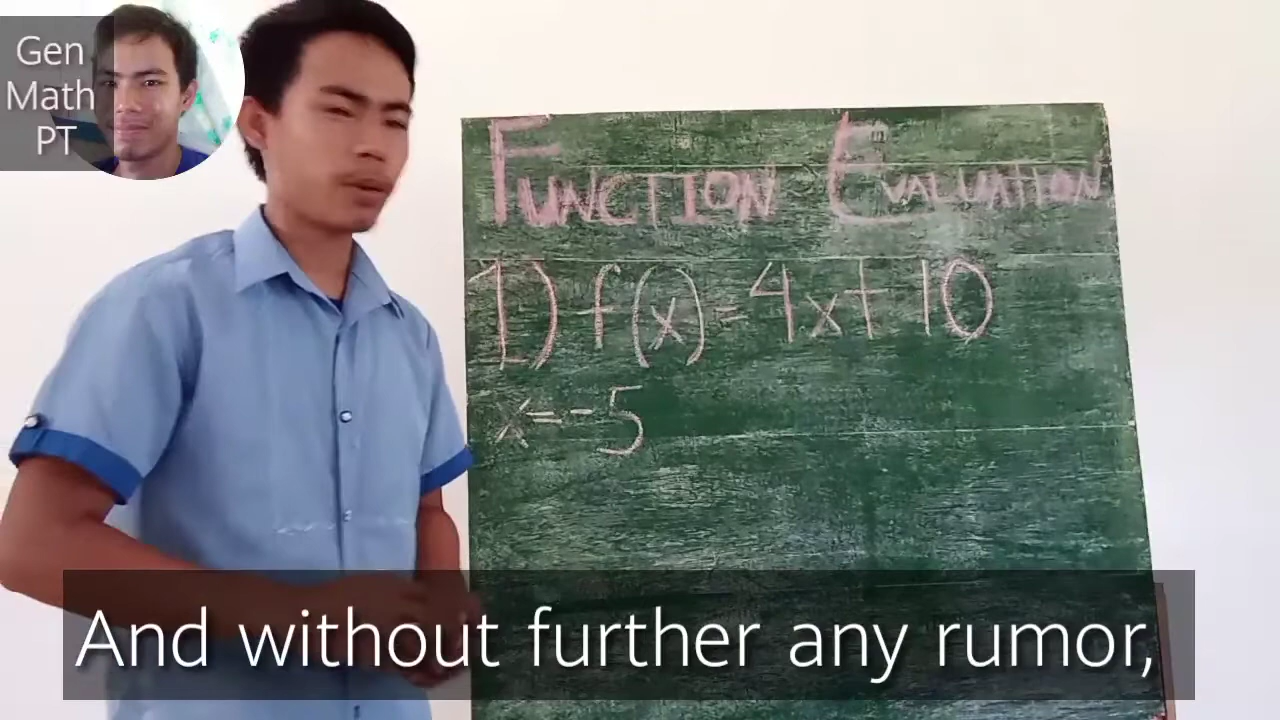 Gen
Math
PT
FUNCTION EVALUATION
1) f(x)=4x+10
x=-5
And without further any rumor,